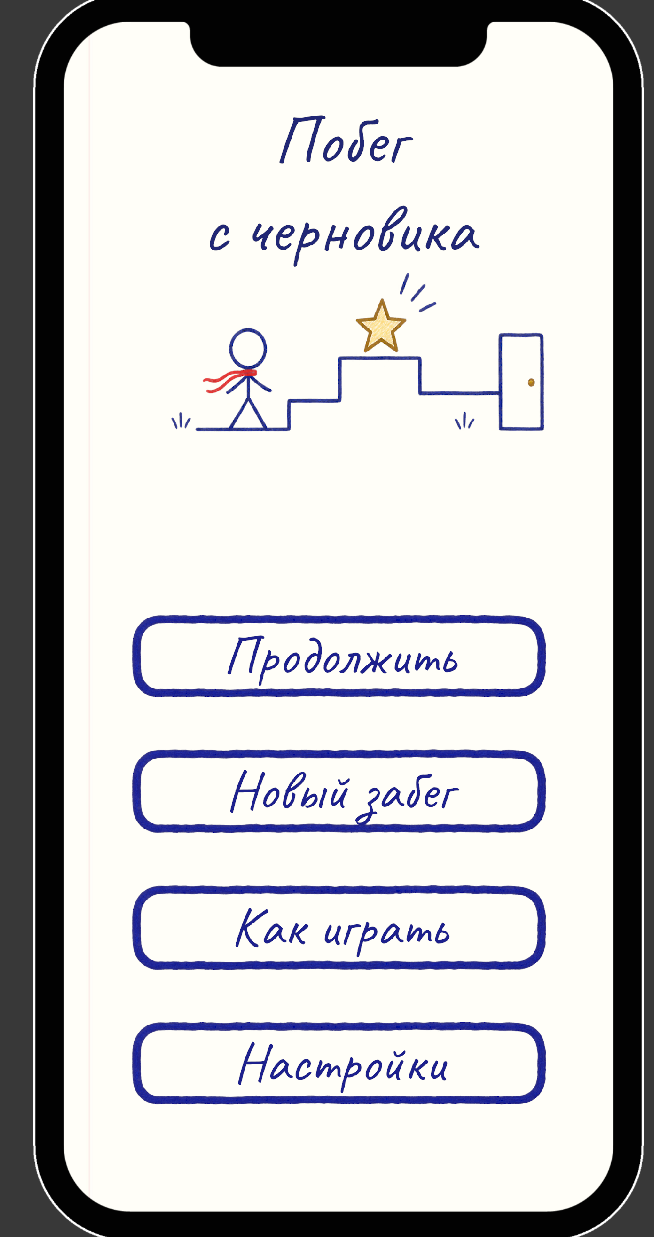 Побег
с черновика
Продолжить
Новый забег
Как играть
Настройки